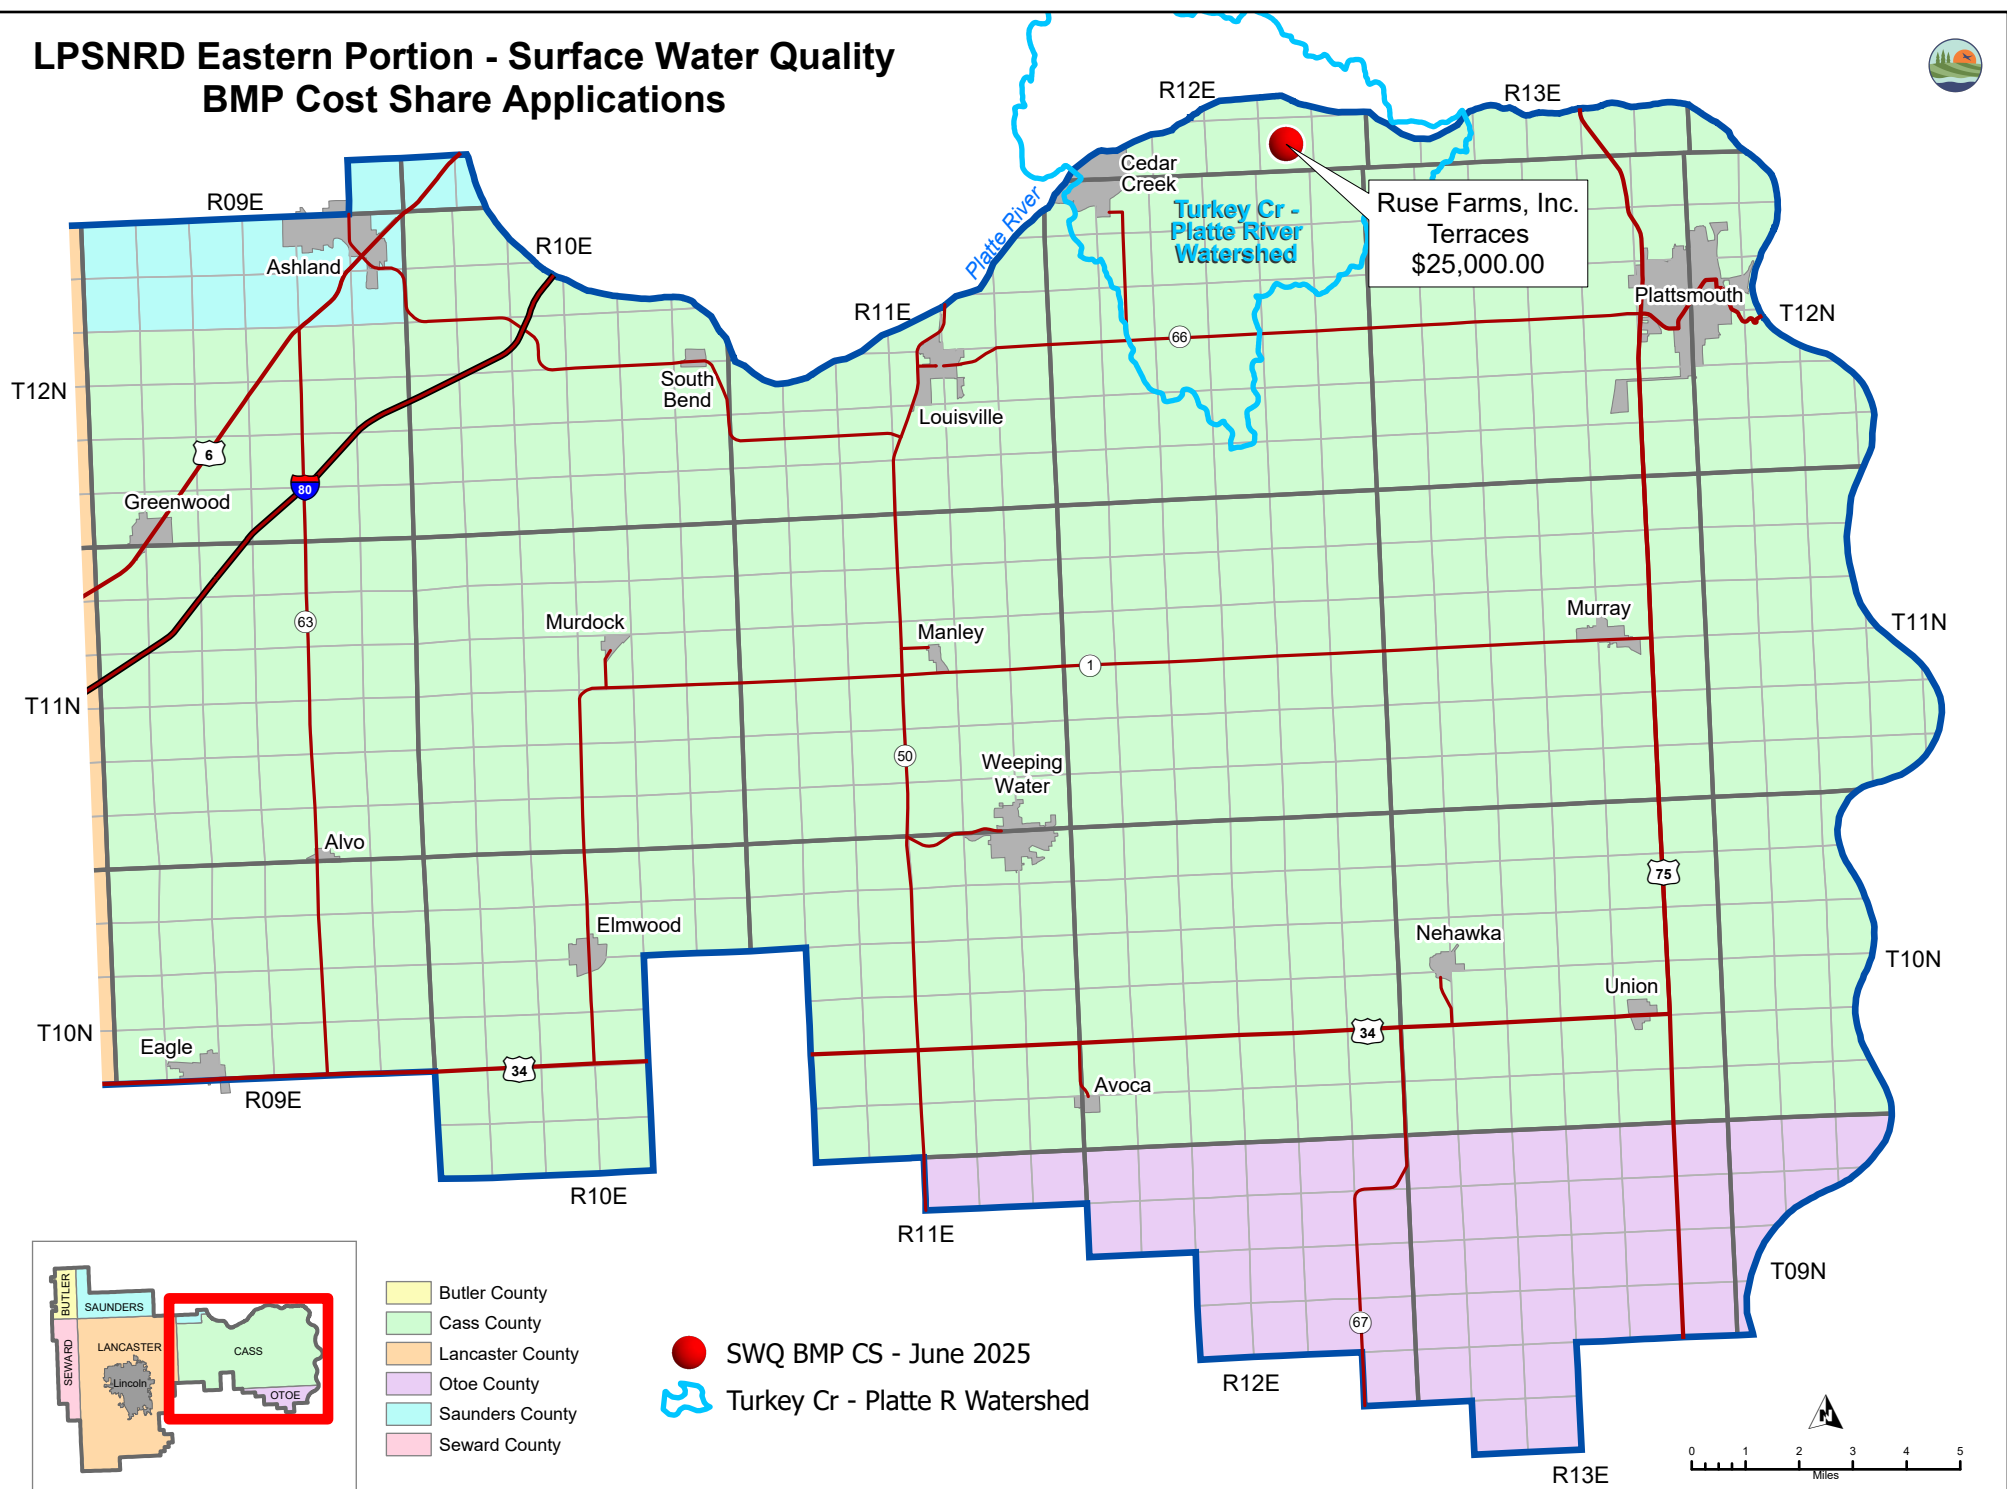 LPSNRD Eastern Portion - Surface Water Quality
BMP Cost Share Applications
R12E
R13E
Cedar
Creek
R09E
Ruse Farms, Inc.
Terraces
$25,000.00
Turkey Cr -
Platte River
Watershed
Platte River
R10E
Ashland
Plattsmouth
R11E
T12N
66
South
Bend
T12N
Louisville
6
80
Greenwood
Murray
63
Murdock
Manley
T11N
1
T11N
50
Weeping
Water
Alvo
75
Elmwood
Nehawka
T10N
Union
T10N
34
Eagle
34
Avoca
R09E
R10E
R11E
T09N
67
R12E
R13E
BUTLER
SAUNDERS
SEWARD
LANCASTER
Lincoln
CASS
OTOE
Butler County
Cass County
Lancaster County
Otoe County
Saunders County
Seward County
SWQ BMP CS - June 2025
Turkey Cr - Platte R Watershed
N
0 1 2 3 4 5
Miles